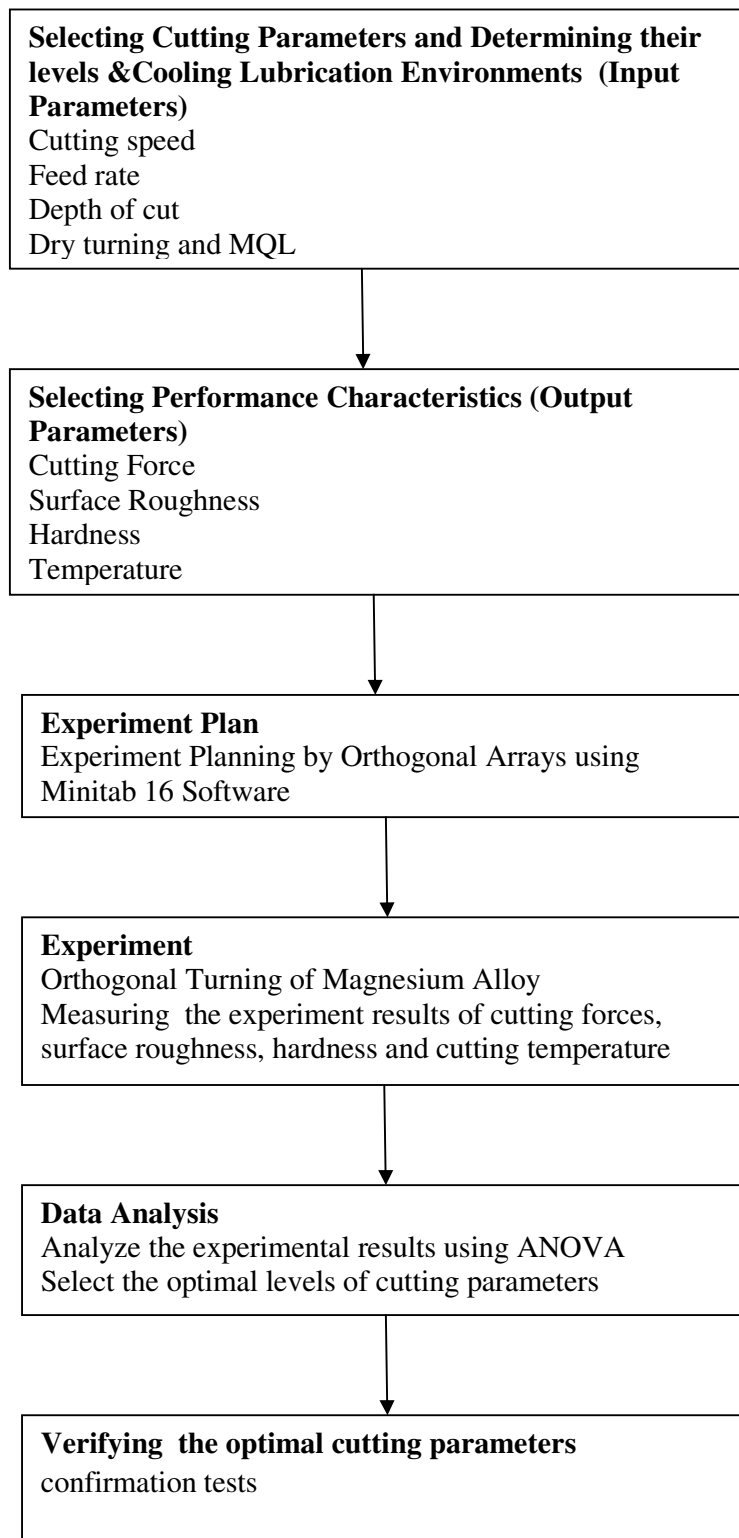 Selecting Cutting Parameters and Determining their
levels &Cooling Lubrication Environments (Input
Parameters)
Cutting speed
Feed rate
Depth of cut
Dry turning and MQL
Selecting Performance Characteristics (Output
Parameters)
Cutting Force
Surface Roughness
Hardness
Temperature
Experiment Plan
Experiment Planning by Orthogonal Arrays using
Minitab 16 Software
Experiment
Orthogonal Turning of Magnesium Alloy
Measuring the experiment results of cutting forces,
surface roughness, hardness and cutting temperature
Data Analysis
Analyze the experimental results using ANOVA
Select the optimal levels of cutting parameters
Verifying the optimal cutting parameters
confirmation tests